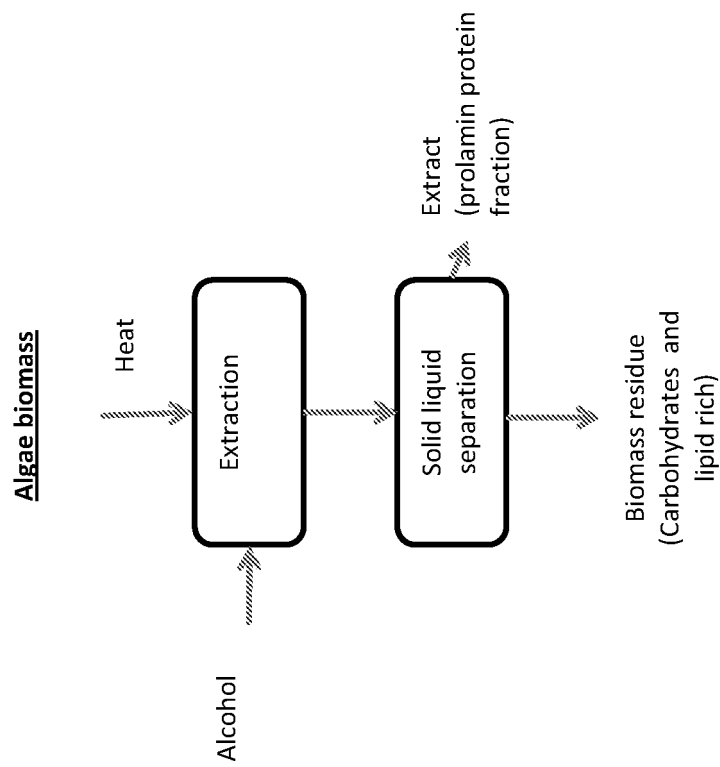 Algae biomass
Heat
Alcohol
Extraction
Solid liquid
separation
Extract
(prolamin protein
fraction)
Biomass residue
(Carbohydrates and
lipid rich)